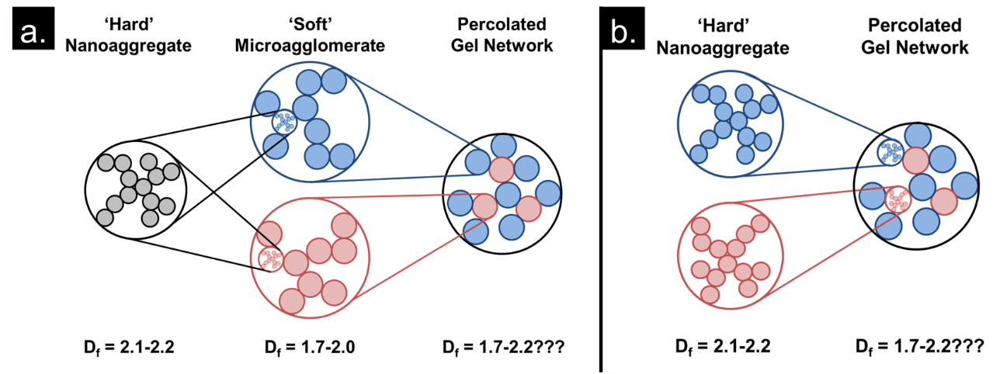 a.
‘Hard’
Nanoaggregate
‘Soft’
Microagglomerate
Percolated
Gel Network
Df = 2.1-2.2
Df = 1.7-2.0
Df = 1.7-2.2???
b.
‘Hard’
Nanoaggregate
Percolated
Gel Network
Df = 2.1-2.2
Df = 1.7-2.2???